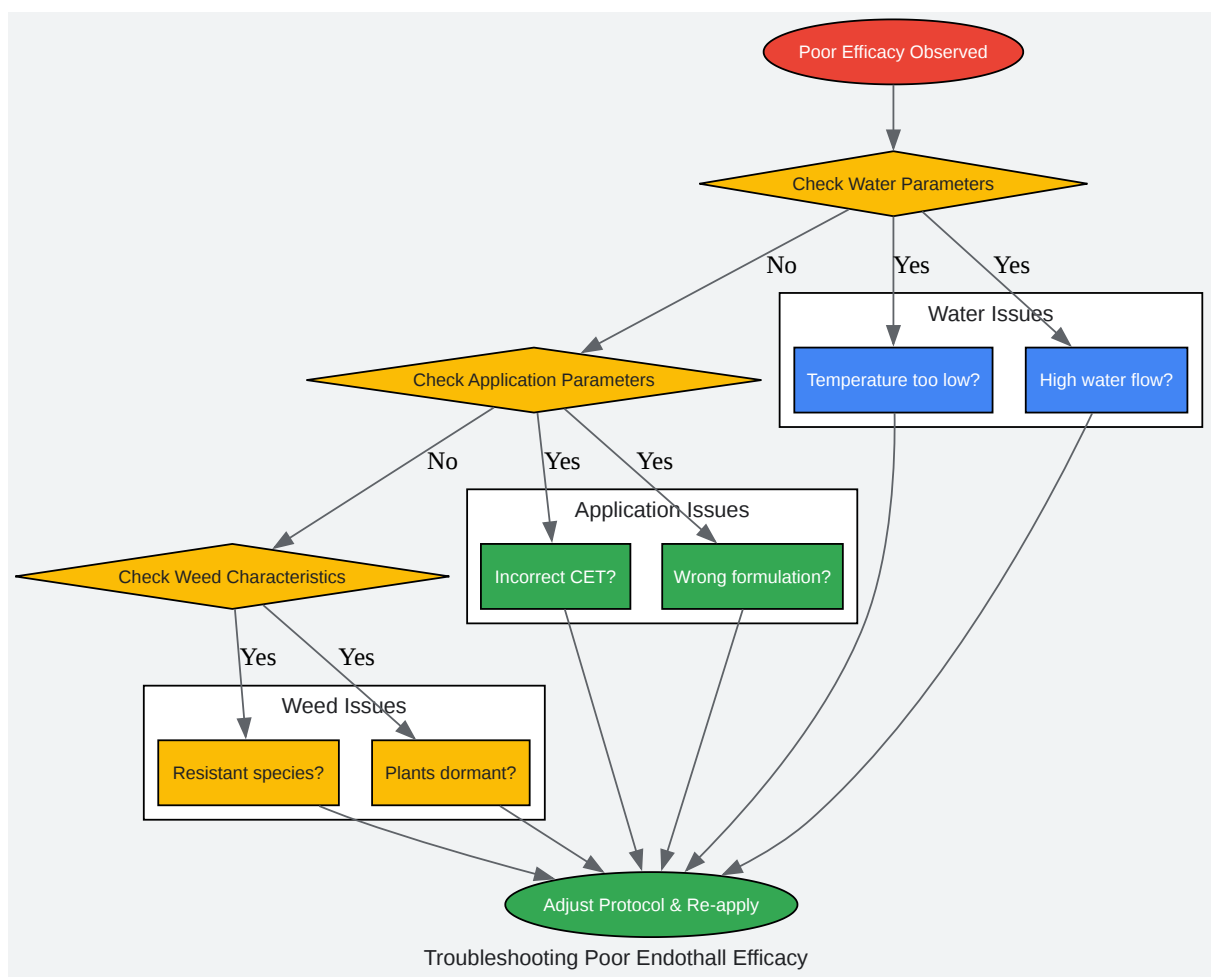 Poor Efficacy Observed
Check Water Parameters
No
Yes
Yes
Water Issues
Check Application Parameters
Temperature too low?
High water flow?
No
Yes
Yes
Application Issues
Check Weed Characteristics
Incorrect CET?
Wrong formulation?
Yes
Yes
Weed Issues
Resistant species?
Plants dormant?
Adjust Protocol & Re-apply
Troubleshooting Poor Endothall Efficacy